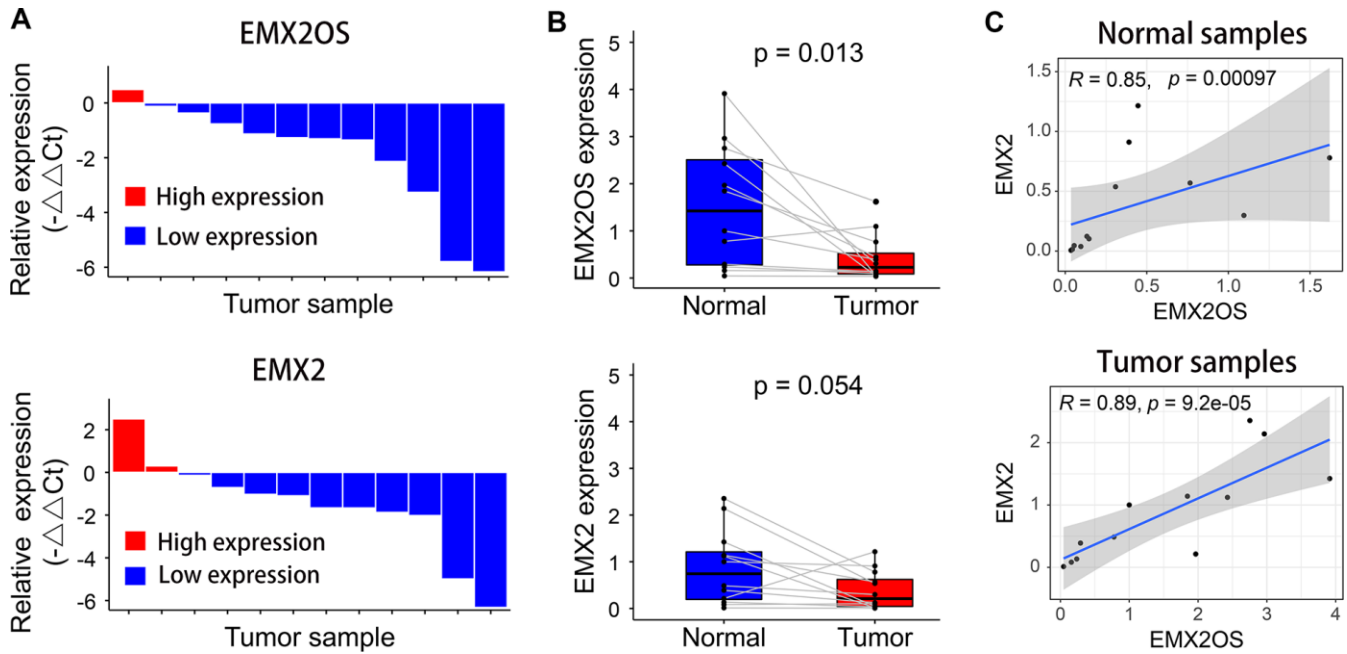 A
EMX2OS
Relative expression
(-△△Ct)
0
-2
-4
-6
High expression
Low expression
Tumor sample
EMX2
Relative expression
(-△△Ct)
2
0
-2
-4
-6
High expression
Low expression
Tumor sample
B
p = 0.013
EMX2OS expression
5
4
3
2
1
0
Normal
Turmor
p = 0.054
EMX2 expression
5
4
3
2
1
0
Normal
Tumor
C
Normal samples
R = 0.85, p = 0.00097
EMX2
1.5
1.0
0.5
0.0
0.0 0.5 1.0 1.5
EMX2OS
Tumor samples
R = 0.89, p = 9.2e-05
EMX2
2
1
0
0 1 2 3 4
EMX2OS